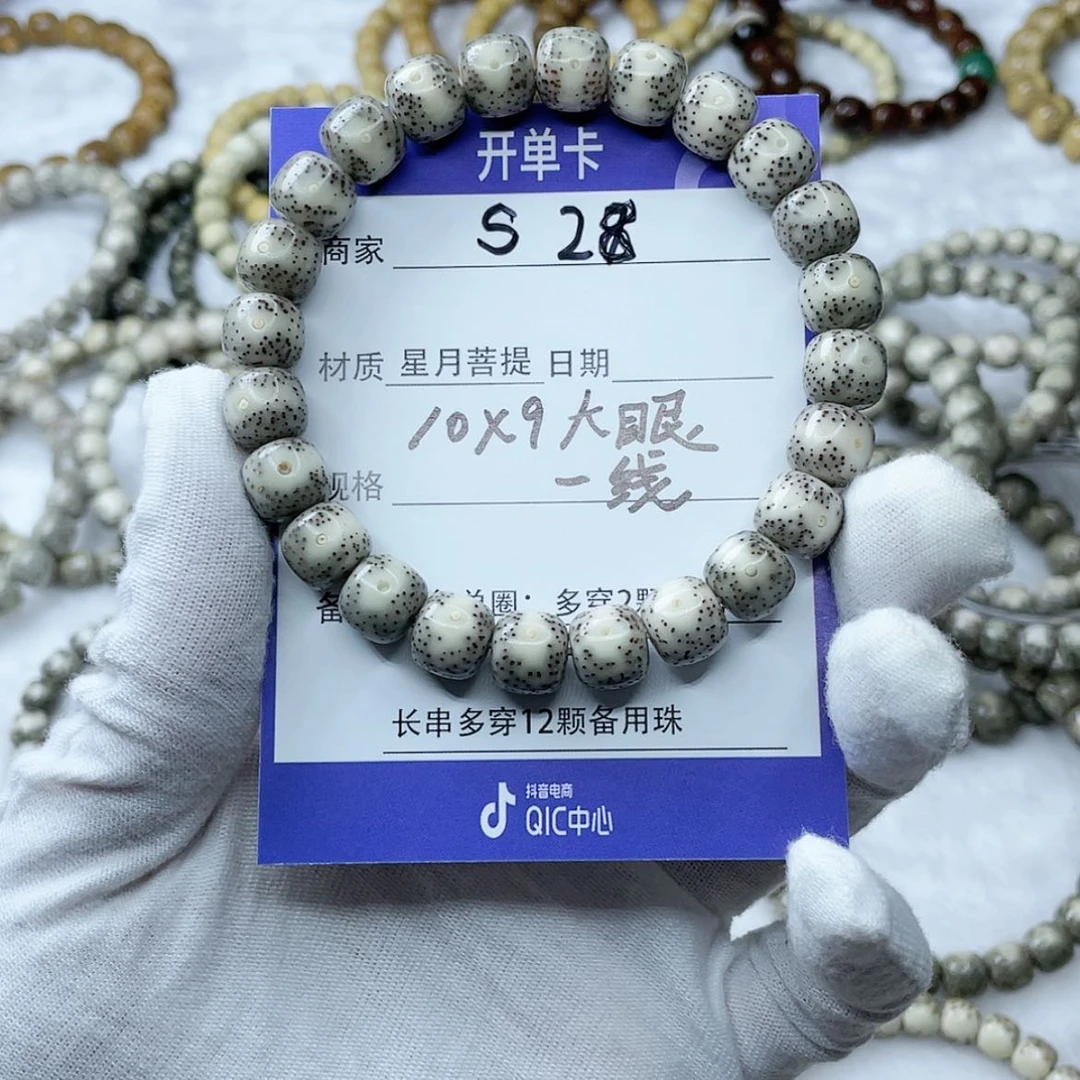 开单卡
商家 S 28
材质 星月菩提 日期
10X9大眼
规格 一线
备 单圈：多穿2颗
长串多穿12颗备用珠
抖音电商
QIC中心